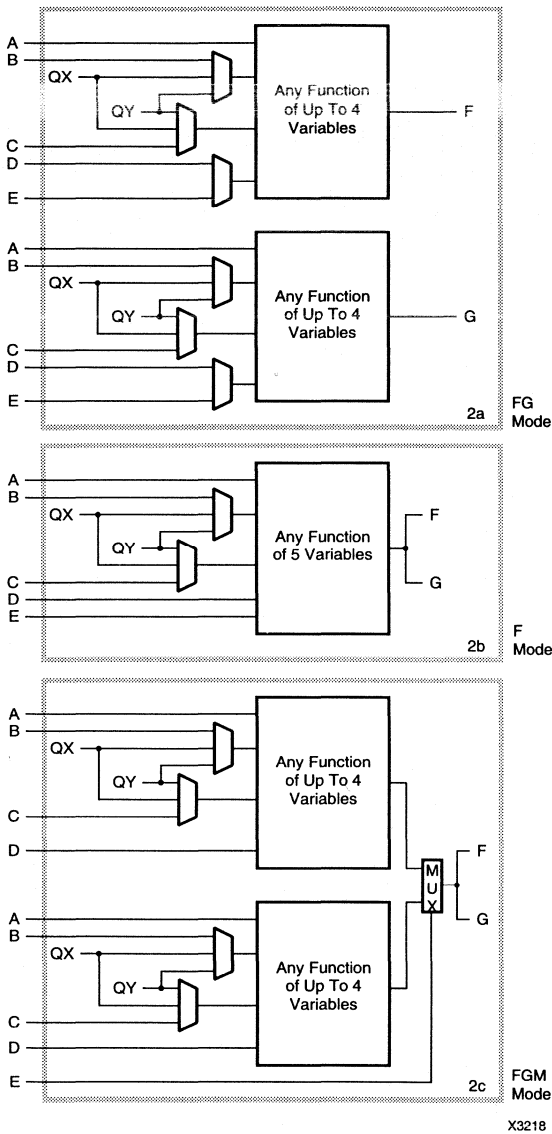 A
B
QX
QY
C
D
E
Any Function
of Up To 4
Variables
F
A
B
QX
QY
C
D
E
Any Function
of Up To 4
Variables
G
2a
FG
Mode
A
B
QX
QY
C
D
E
Any Function
of 5 Variables
F
G
2b
F
Mode
A
B
QX
QY
C
D
Any Function
of Up To 4
Variables
M
U
X
F
G
A
B
QX
QY
C
D
E
Any Function
of Up To 4
Variables
2c
FGM
Mode
X3218